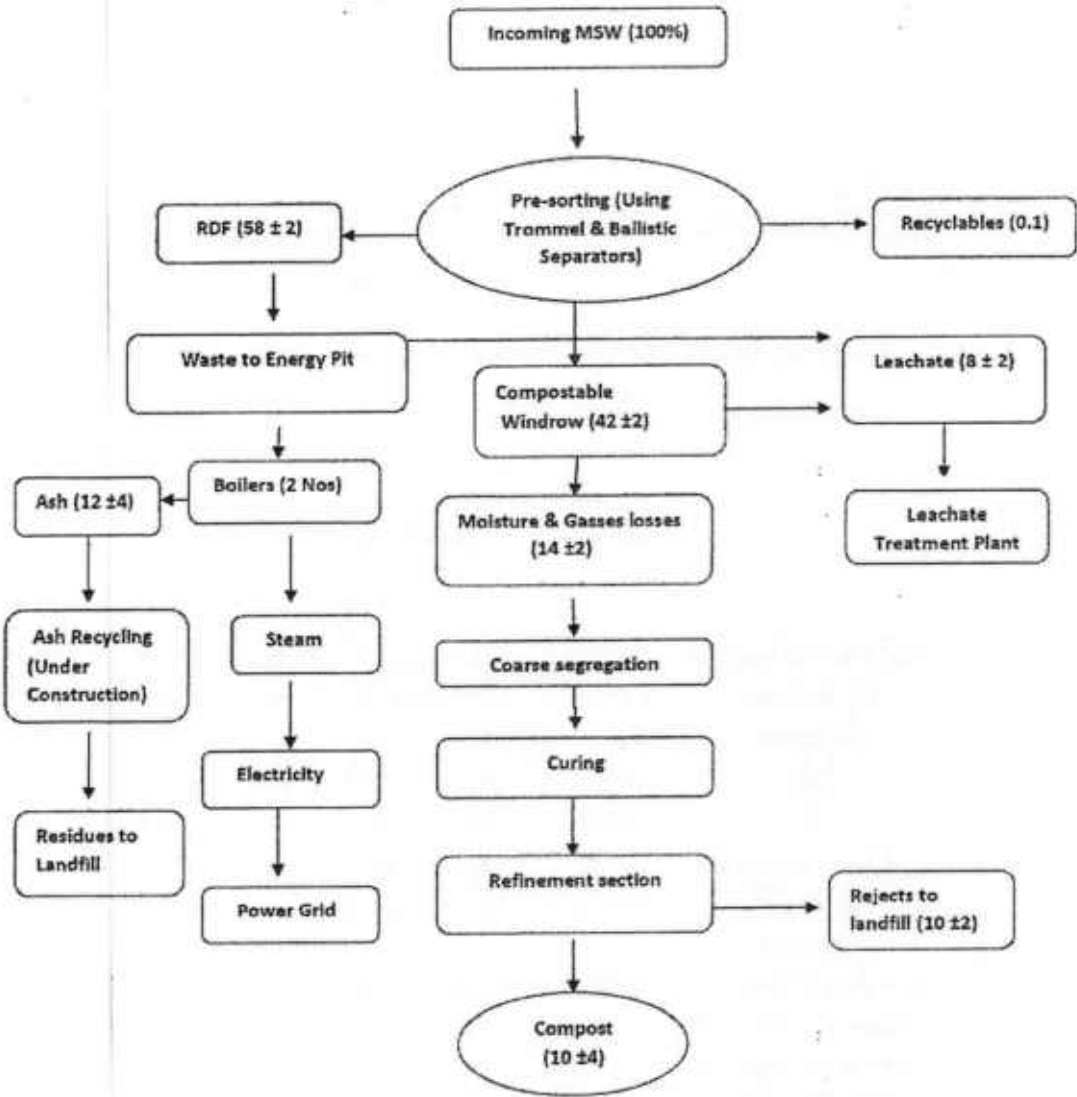 Incoming MSW (100%)
Pre-sorting (Using
Trommel & Ballistic
Separators)
RDF (58 ± 2)
Recyclables (0.1)
Waste to Energy Pit
Leachate (8 ± 2)
Compostable
Windrow (42 ±2)
Boilers (2 Nos)
Ash (12 ±4)
Moisture & Gasses losses
(14 ±2)
Leachate
Treatment Plant
Ash Recycling
(Under
Construction)
Steam
Coarse segregation
Curing
Electricity
Residues to
Landfill
Refinement section
Power Grid
Rejects to
landfill (10 ±2)
Compost
(10 ±4)